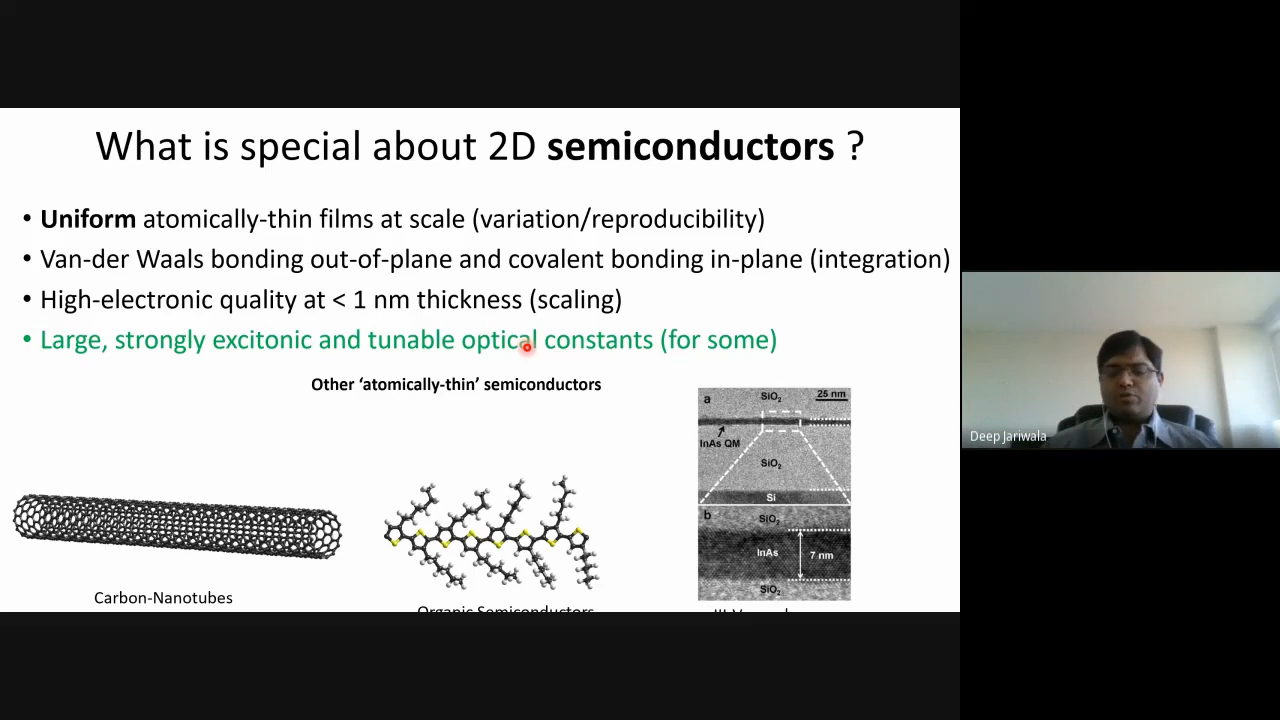 What is special about 2D semiconductors ?
• Uniform atomically-thin films at scale (variation/reproducibility)
• Van-der Waals bonding out-of-plane and covalent bonding in-plane (integration)
• High-electronic quality at < 1 nm thickness (scaling)
• Large, strongly excitonic and tunable optical constants (for some)
Other ‘atomically-thin’ semiconductors
a
SiO2
25 nm
InAs QM
SiO2
Si
b
SiO2
InAs
7 nm
SiO2
Carbon-Nanotubes
Organic Semiconductors
Deep Jariwala